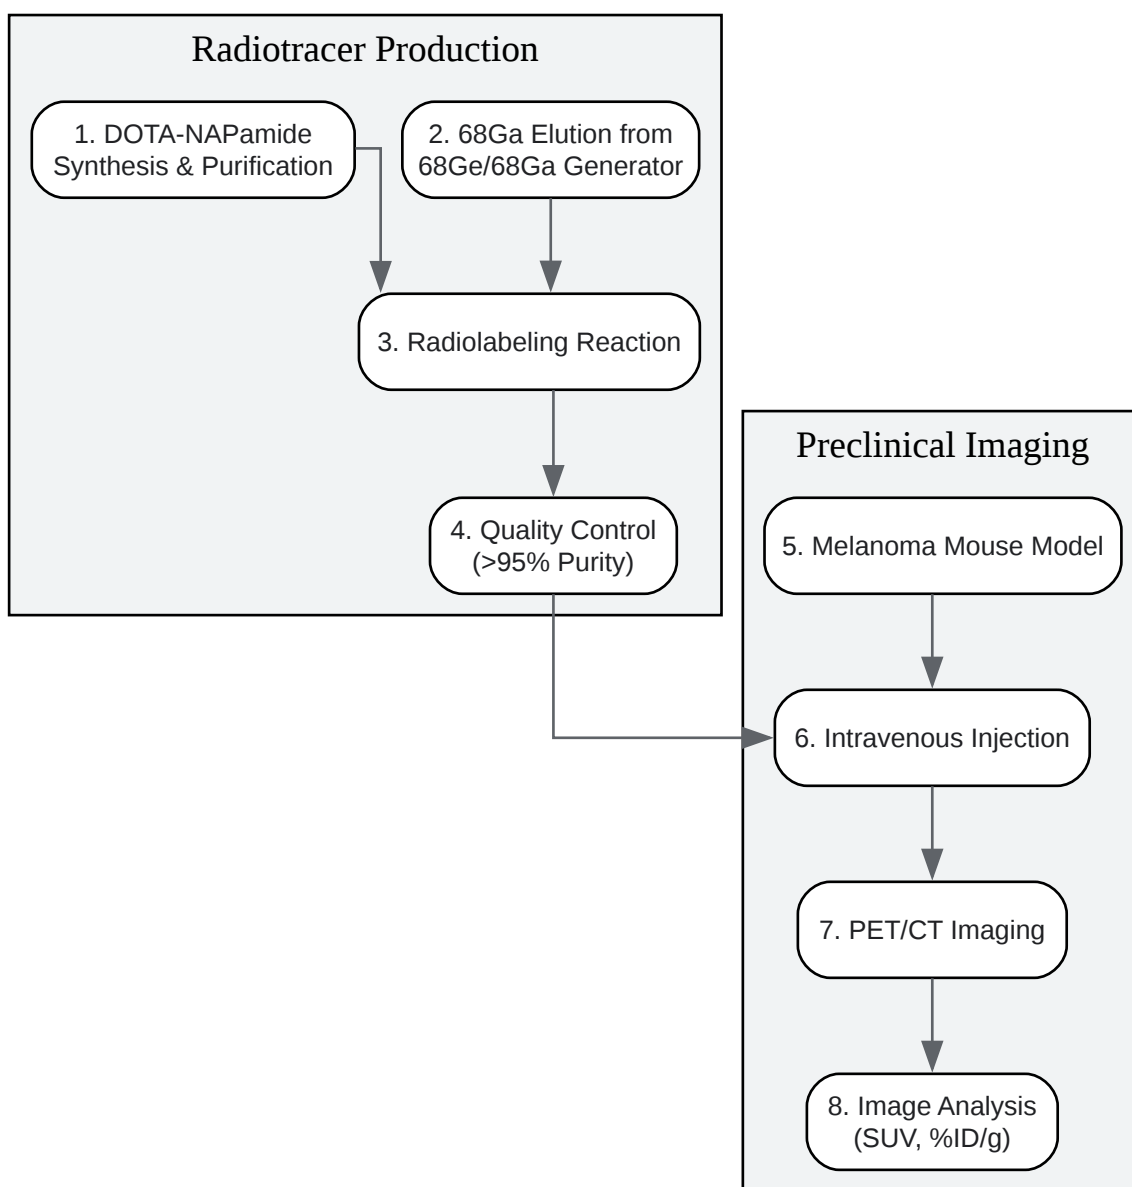 Radiotracer Production
1. DOTA-NAPamide
Synthesis & Purification
2. 68Ga Elution from
68Ge/68Ga Generator
3. Radiolabeling Reaction
4. Quality Control
(>95% Purity)
Preclinical Imaging
5. Melanoma Mouse Model
6. Intravenous Injection
7. PET/CT Imaging
8. Image Analysis
(SUV, %ID/g)